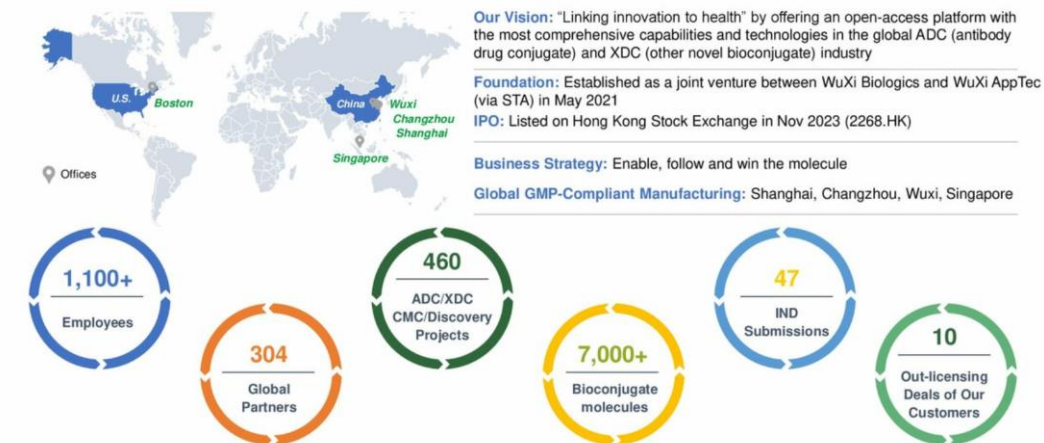 Our Vision: “Linking innovation to health” by offering an open-access platform with
the most comprehensive capabilities and technologies in the global ADC (antibody
drug conjugate) and XDC (other novel bioconjugate) industry
Foundation: Established as a joint venture between WuXi Biologics and WuXi AppTec
(via STA) in May 2021
IPO: Listed on Hong Kong Stock Exchange in Nov 2023 (2268.HK)
Business Strategy: Enable, follow and win the molecule
Global GMP-Compliant Manufacturing: Shanghai, Changzhou, Wuxi, Singapore
U.S.
Boston
China
Wuxi
Changzhou
Shanghai
Singapore
Offices
1,100+
Employees
304
Global
Partners
460
ADC/XDC
CMC/Discovery
Projects
7,000+
Bioconjugate
molecules
47
IND
Submissions
10
Out-licensing
Deals of Our
Customers